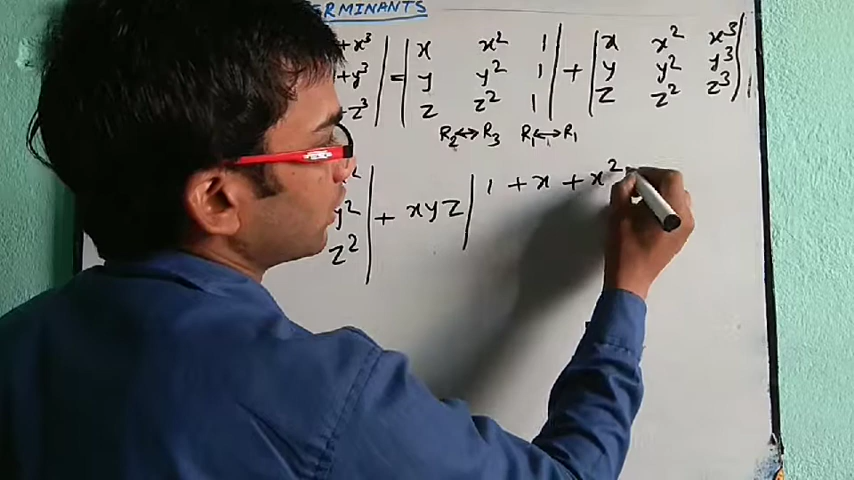 ERMINANTS
+x³ | = | x x² 1 | + | x x² x³ |
+y³ | | y y² 1 | | y y² y³ |
+z³ | | z z² 1 | | z z² z³ |
R₂↔R₃ R₁↔R₁
| + xyz | 1 + x + x²
y²
z²